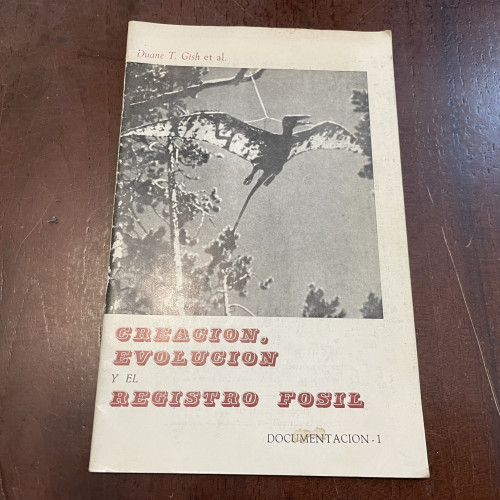 Duane T. Gish et al.
CREACION,
EVOLUCION
Y EL
REGISTRO FOSIL
DOCUMENTACION · 1